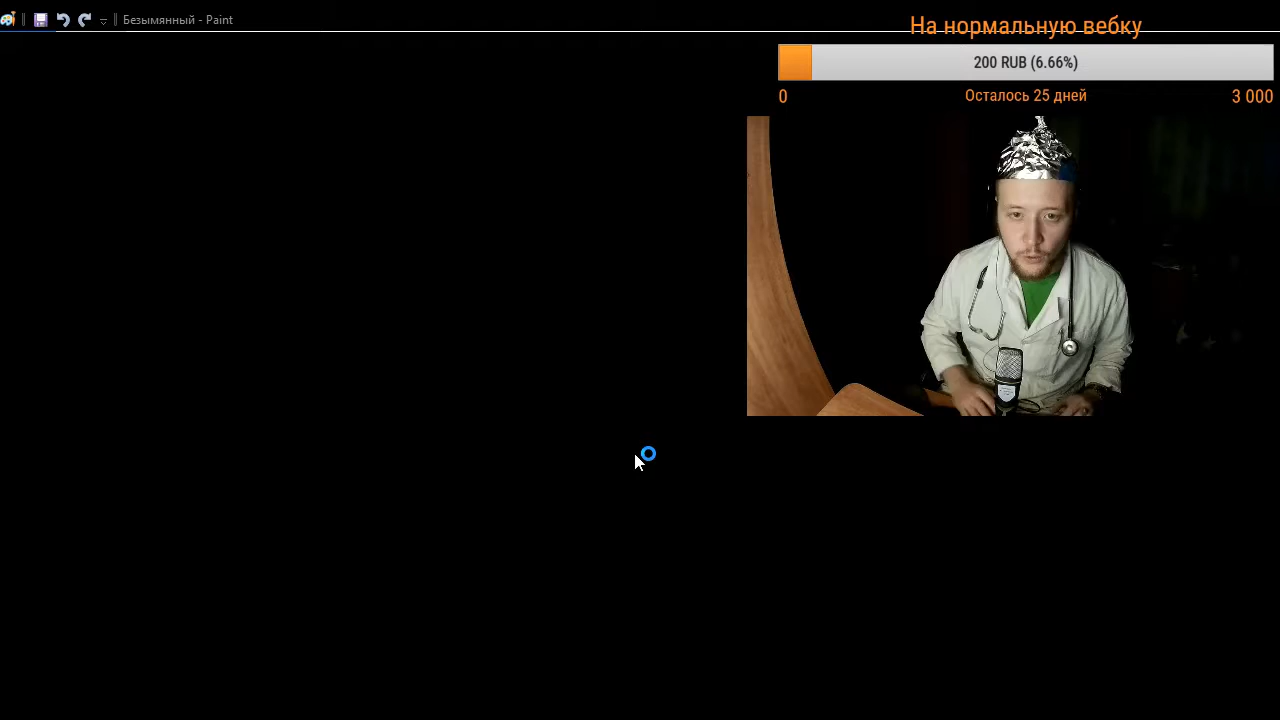 Безымянный - Paint
На нормальную вебку
200 RUB (6.66%)
0
Осталось 25 дней
3 000